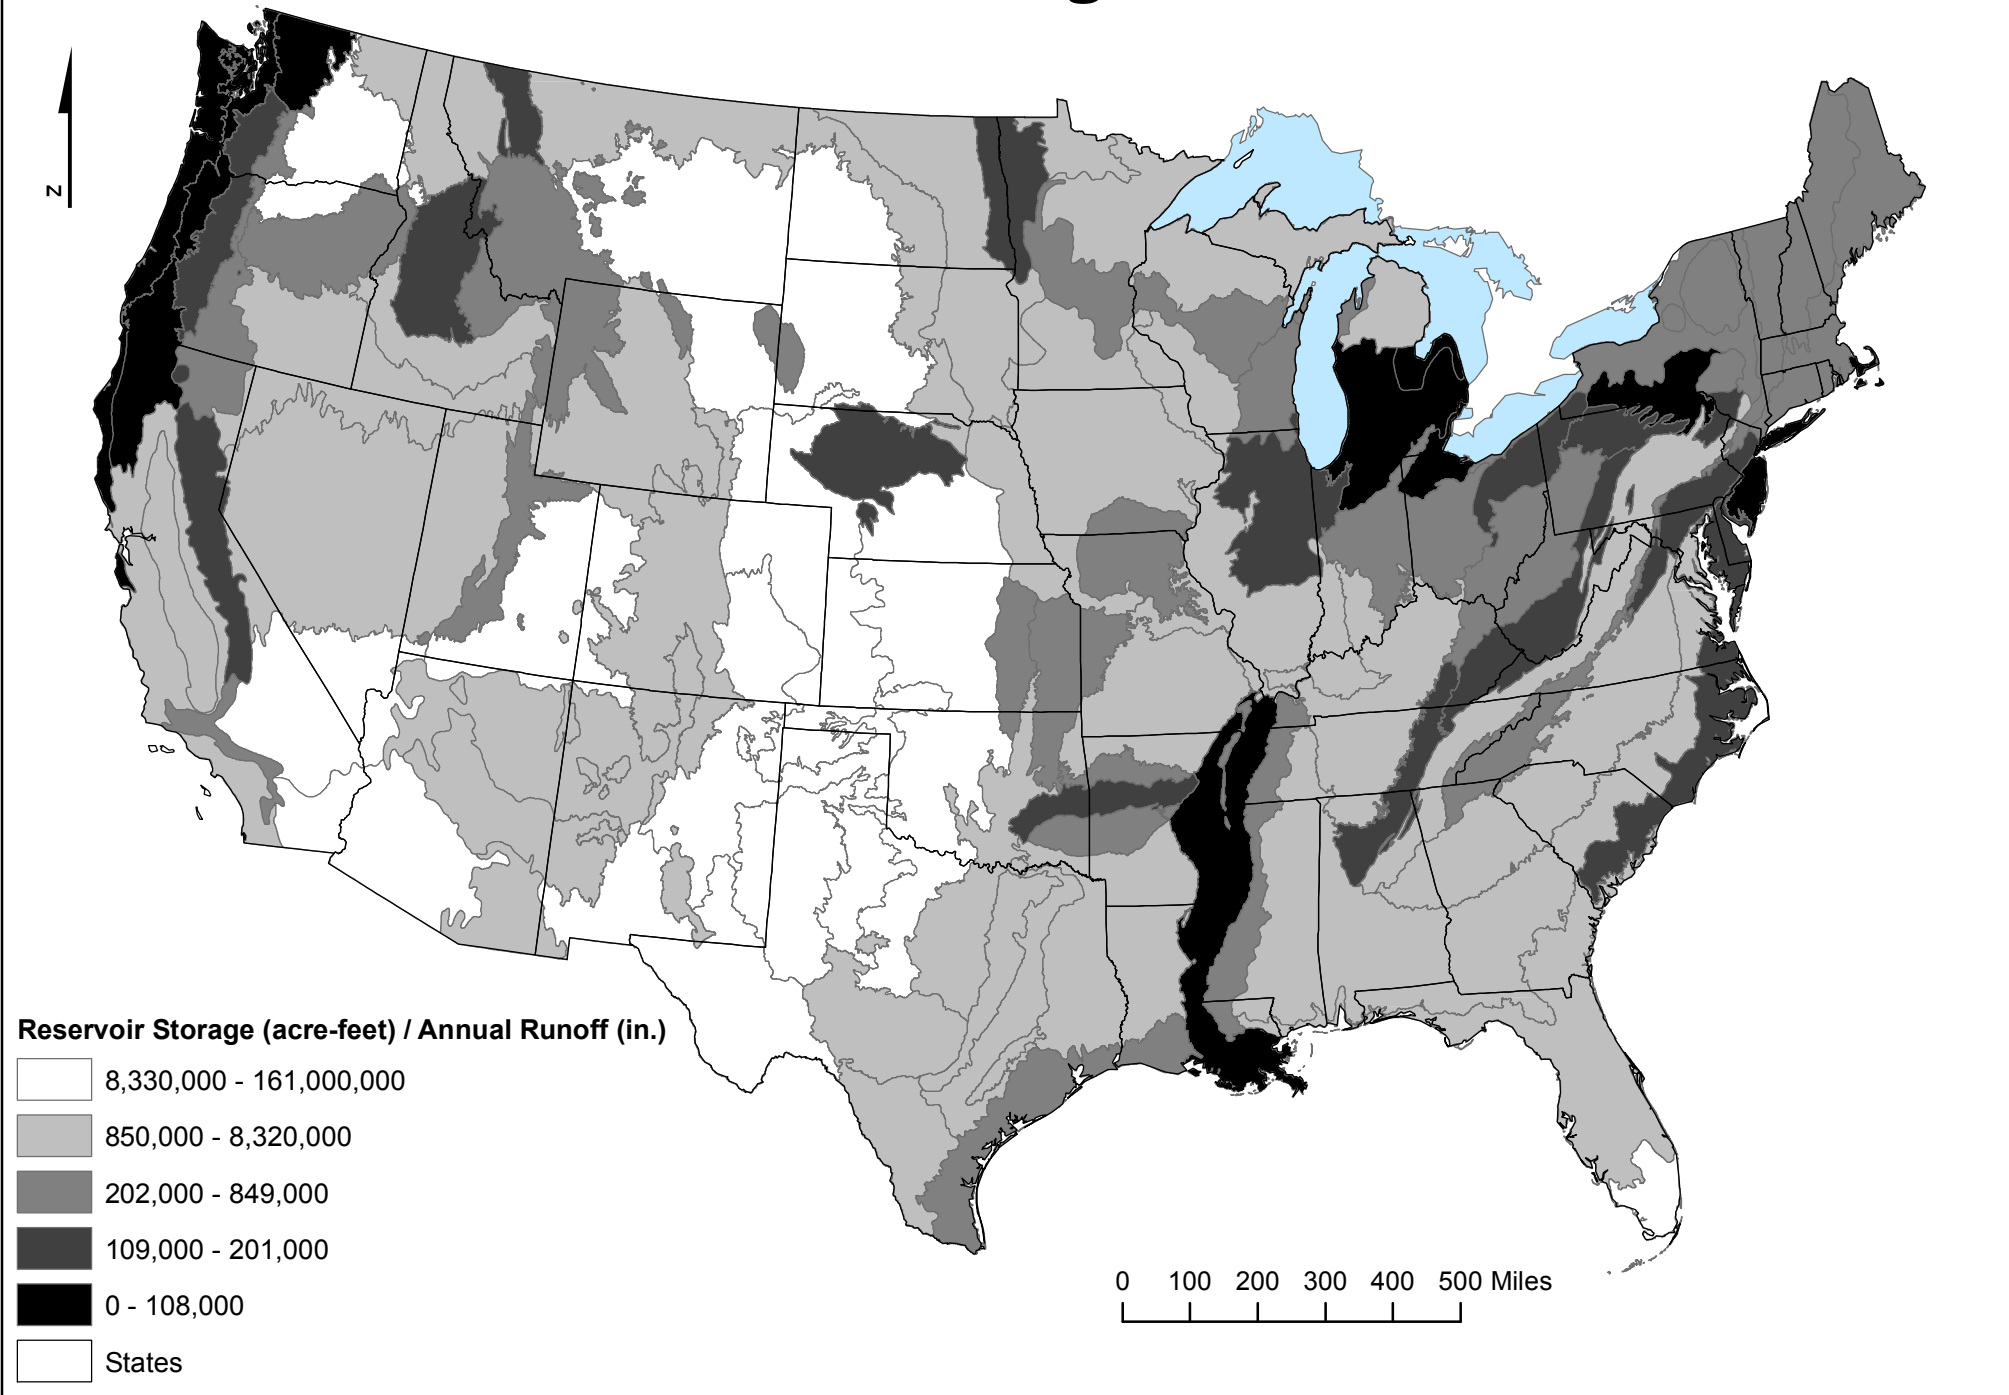 N
Reservoir Storage (acre-feet) / Annual Runoff (in.)
8,330,000 - 161,000,000
850,000 - 8,320,000
202,000 - 849,000
109,000 - 201,000
0 - 108,000
States
0 100 200 300 400 500 Miles